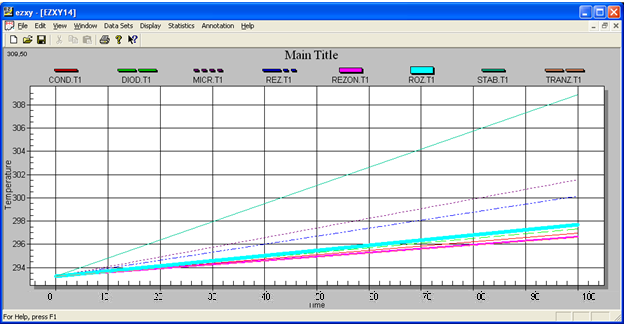 ezxy - [EZXY14]
File Edit View Window Data Sets Display Statistics Annotation Help
309,50
Main Title
COND.T1 DIOD.T1 MICR.T1 REZ.T1 REZON.T1 ROZ.T1 STAB.T1 TRANZ.T1
308
306
304
302
300
298
296
294
Temperature
0 10 20 30 40 50 60 70 80 90 100
Time
For Help, press F1